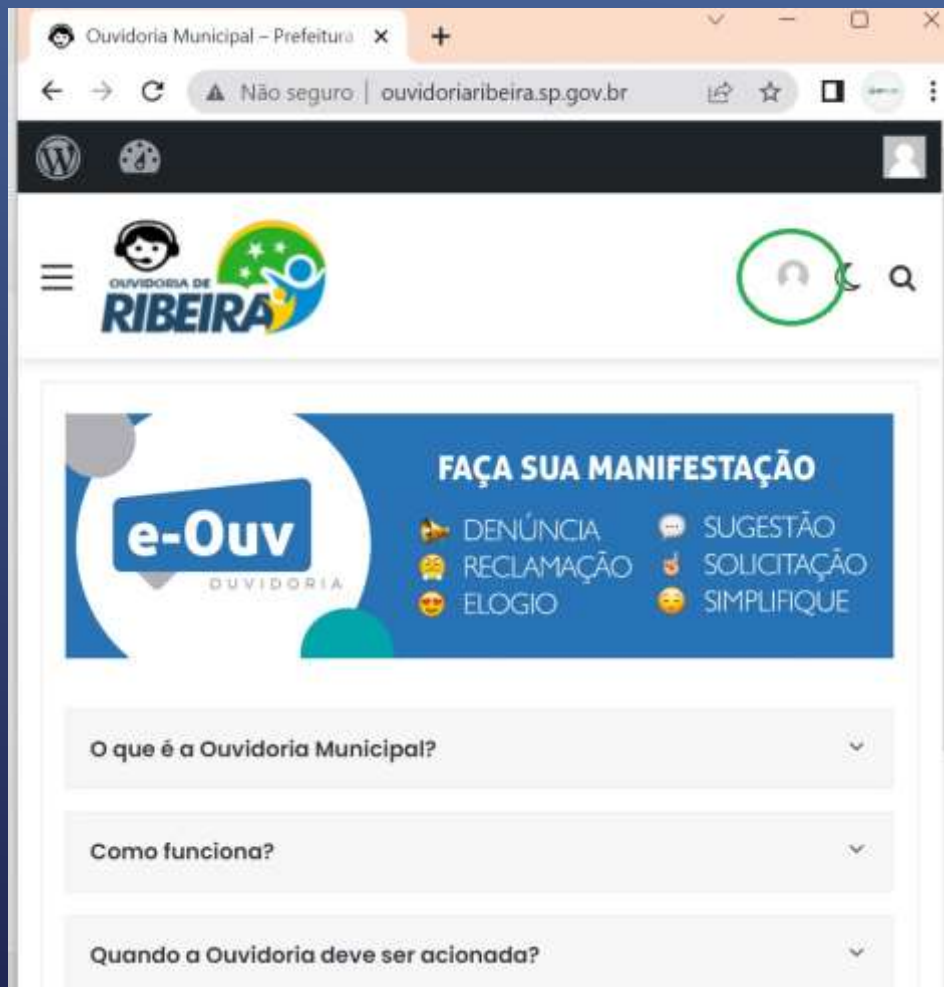 Ouvidoria Municipal – Prefeitura
Não seguro | ouvidoriaribeira.sp.gov.br
OUVIDORIA DE
RIBEIRA
FAÇA SUA MANIFESTAÇÃO
e-Ouv
OUVIDORIA
DENÚNCIA
SUGESTÃO
RECLAMAÇÃO
SOLICITAÇÃO
ELOGIO
SIMPLIFIQUE
O que é a Ouvidoria Municipal?
Como funciona?
Quando a Ouvidoria deve ser acionada?